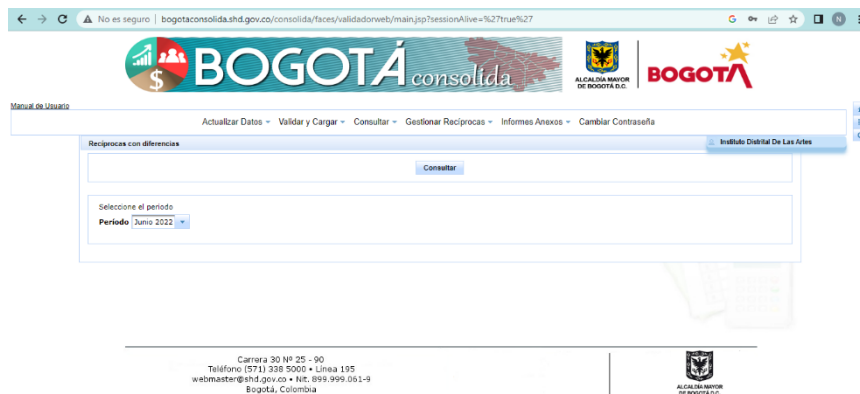 No es seguro | bogotaconsolida.shd.gov.co/consolida/faces/validadorweb/main.jsp?sessionAlive=%27true%27
BOGOTÁ consolida
ALCALDÍA MAYOR
DE BOGOTÁ D.C.
BOGOTÁ
Manual de Usuario
Actualizar Datos Validar y Cargar Consultar Gestionar Recíprocas Informes Anexos Cambiar Contraseña
Recíprocas con diferencias
Instituto Distrital De Las Artes
Consultar
Seleccione el periodo
Período Junio 2022
Carrera 30 Nº 25 - 90
Teléfono (571) 338 5000 • Línea 195
webmaster@shd.gov.co • Nit. 899.999.061-9
Bogotá, Colombia
ALCALDÍA MAYOR
DE BOGOTÁ D.C.